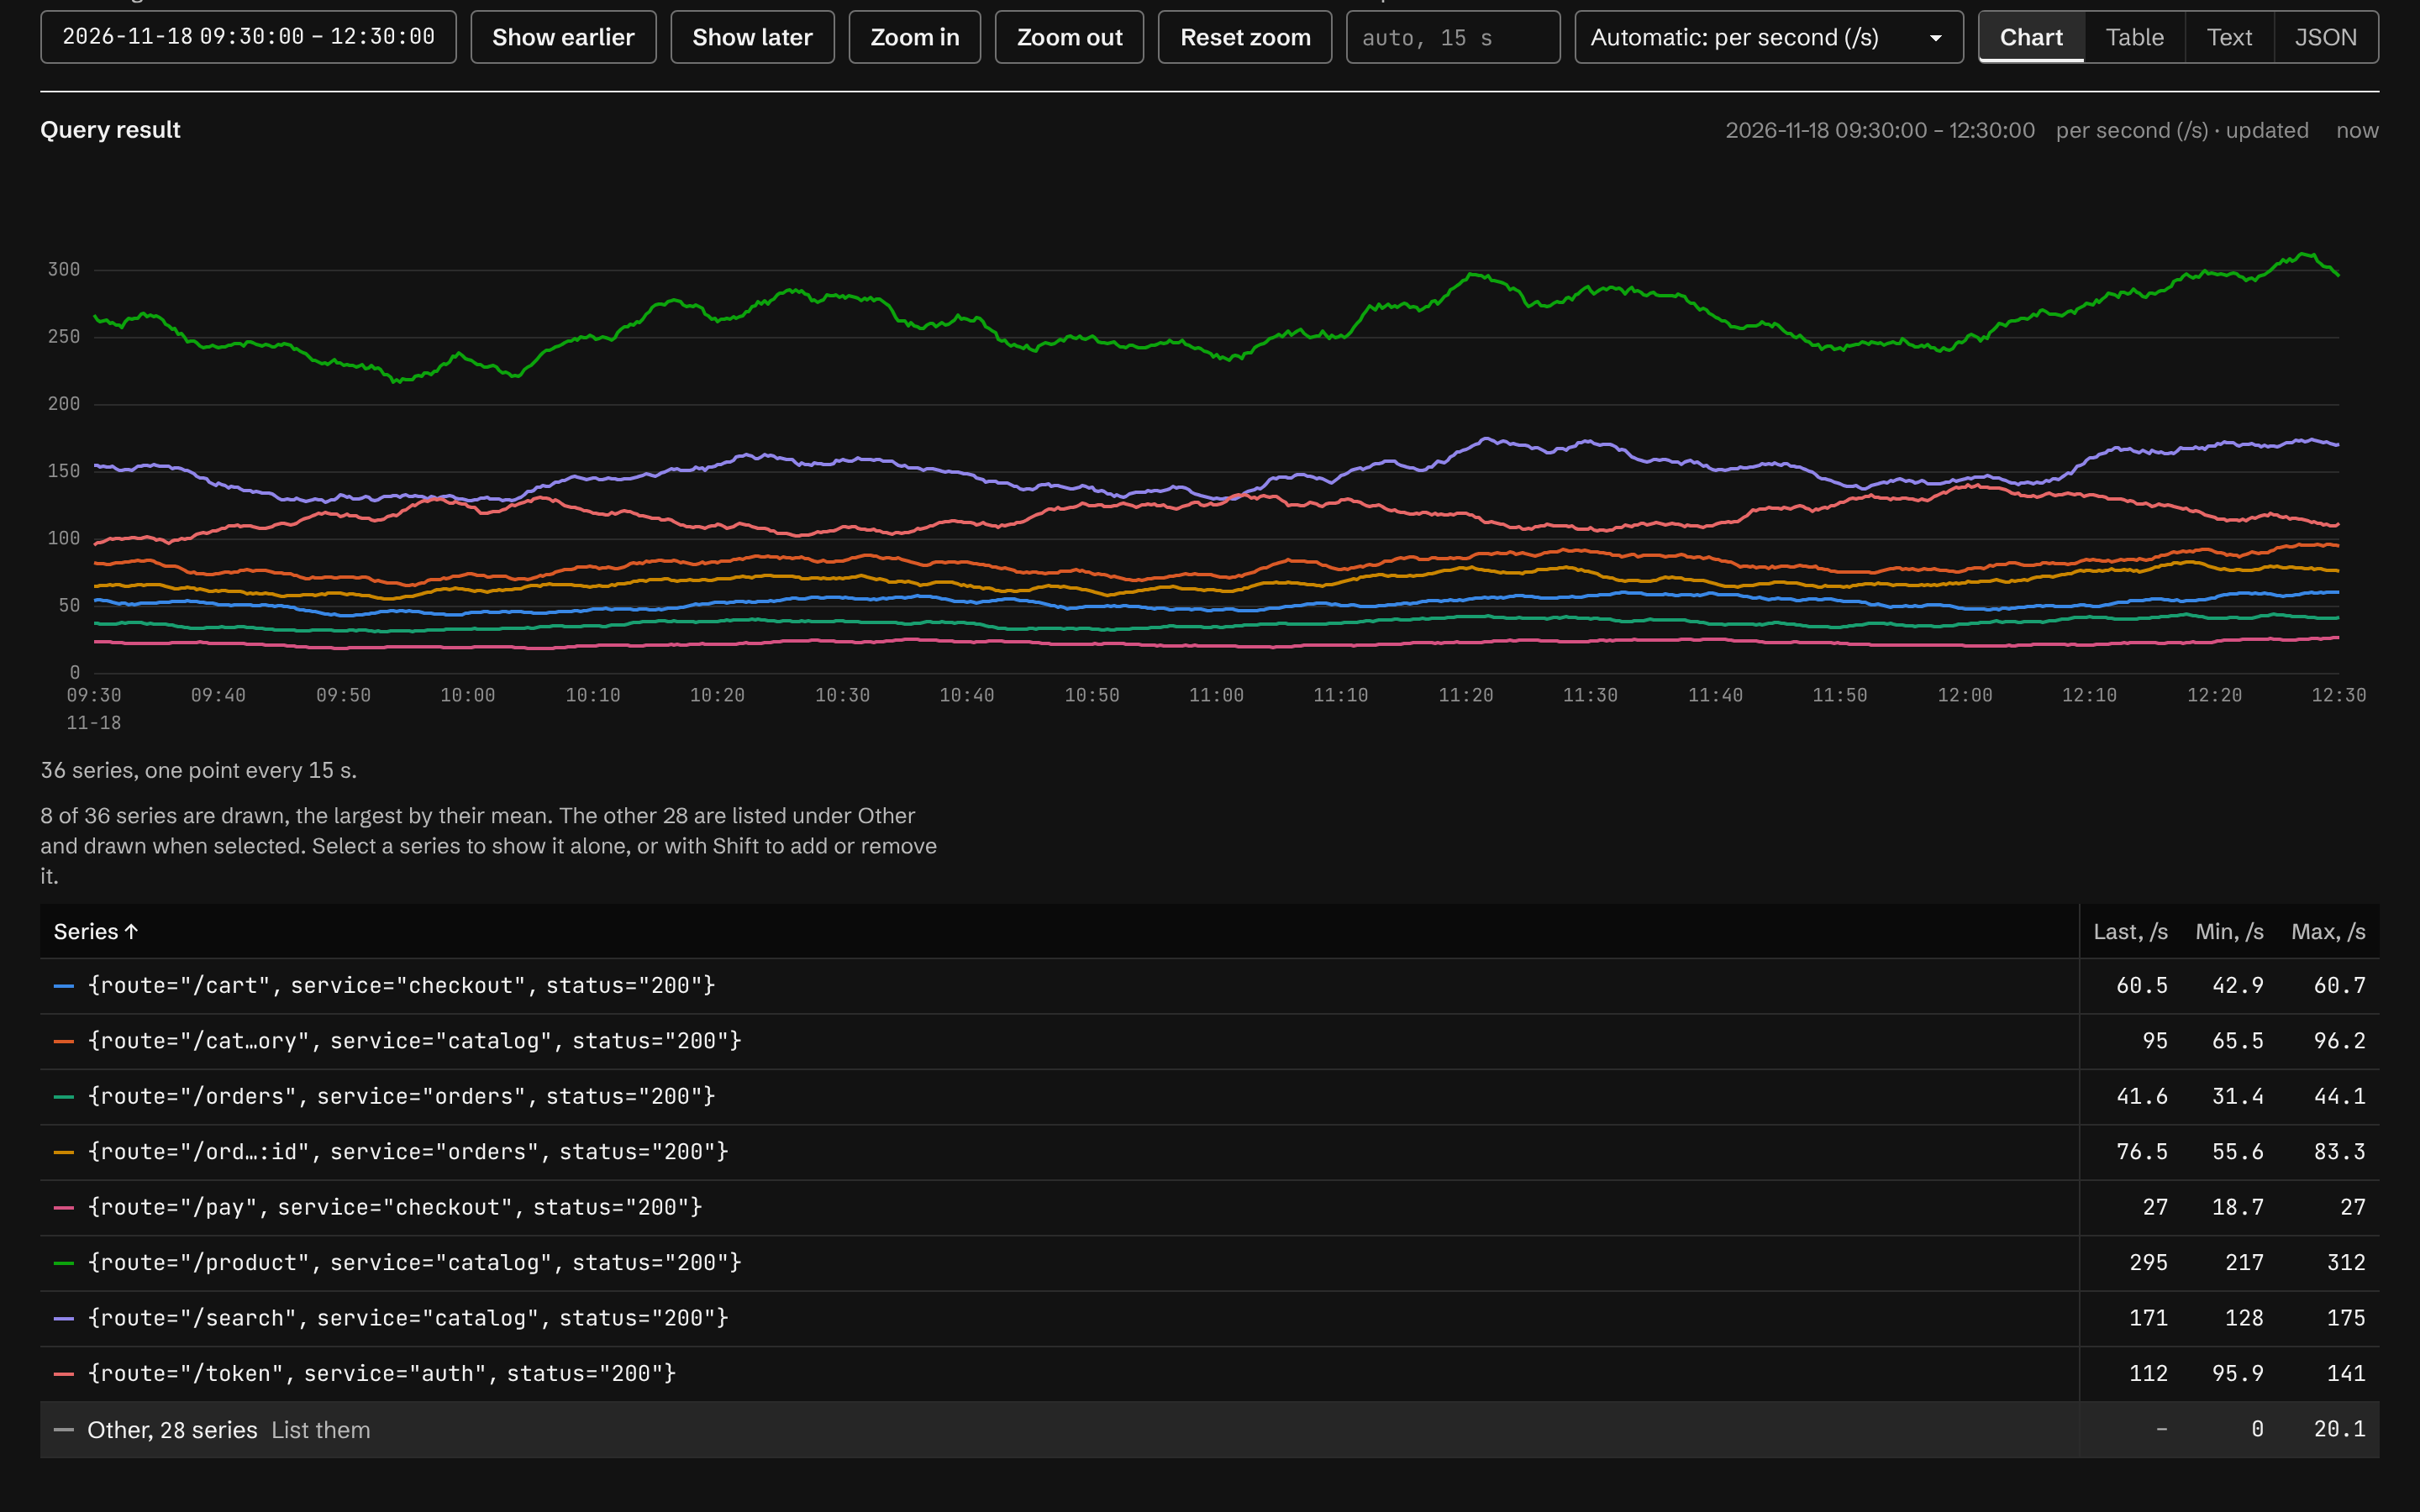 2026-11-18 09:30:00 – 12:30:00 Show earlier Show later Zoom in Zoom out Reset zoom auto, 15 s Automatic: per second (/s) Chart Table Text JSON
Query result 2026-11-18 09:30:00 – 12:30:00 per second (/s) · updated now
300
250
200
150
100
50
0
09:30 09:40 09:50 10:00 10:10 10:20 10:30 10:40 10:50 11:00 11:10 11:20 11:30 11:40 11:50 12:00 12:10 12:20 12:30
11-18
36 series, one point every 15 s.
8 of 36 series are drawn, the largest by their mean. The other 28 are listed under Other
and drawn when selected. Select a series to show it alone, or with Shift to add or remove
it.
Series ↑ Last, /s Min, /s Max, /s
{route="/cart", service="checkout", status="200"} 60.5 42.9 60.7
{route="/cat…ory", service="catalog", status="200"} 95 65.5 96.2
{route="/orders", service="orders", status="200"} 41.6 31.4 44.1
{route="/ord…:id", service="orders", status="200"} 76.5 55.6 83.3
{route="/pay", service="checkout", status="200"} 27 18.7 27
{route="/product", service="catalog", status="200"} 295 217 312
{route="/search", service="catalog", status="200"} 171 128 175
{route="/token", service="auth", status="200"} 112 95.9 141
Other, 28 series List them – 0 20.1